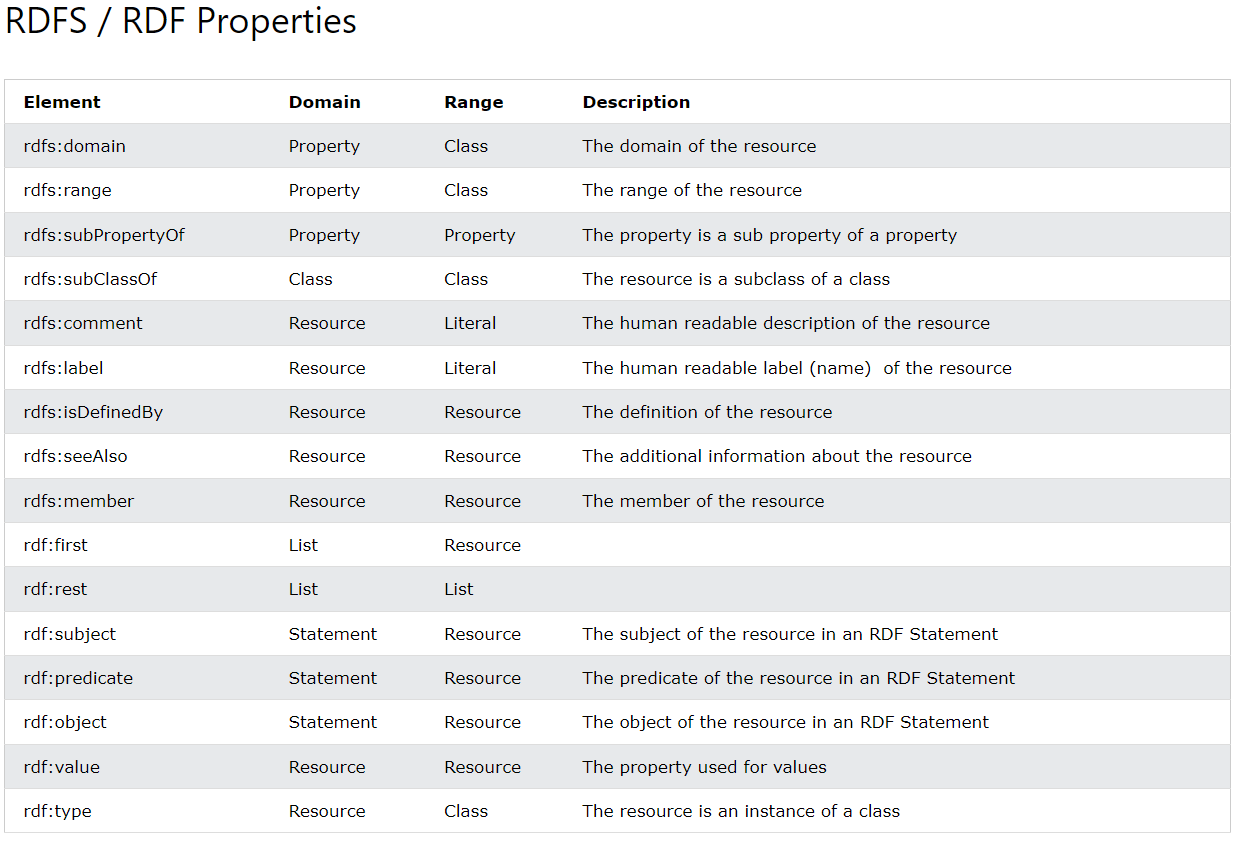 RDFS / RDF Properties
Element Domain Range Description
rdfs:domain Property Class The domain of the resource
rdfs:range Property Class The range of the resource
rdfs:subPropertyOf Property Property The property is a sub property of a property
rdfs:subClassOf Class Class The resource is a subclass of a class
rdfs:comment Resource Literal The human readable description of the resource
rdfs:label Resource Literal The human readable label (name)  of the resource
rdfs:isDefinedBy Resource Resource The definition of the resource
rdfs:seeAlso Resource Resource The additional information about the resource
rdfs:member Resource Resource The member of the resource
rdf:first List Resource
rdf:rest List List
rdf:subject Statement Resource The subject of the resource in an RDF Statement
rdf:predicate Statement Resource The predicate of the resource in an RDF Statement
rdf:object Statement Resource The object of the resource in an RDF Statement
rdf:value Resource Resource The property used for values
rdf:type Resource Class The resource is an instance of a class